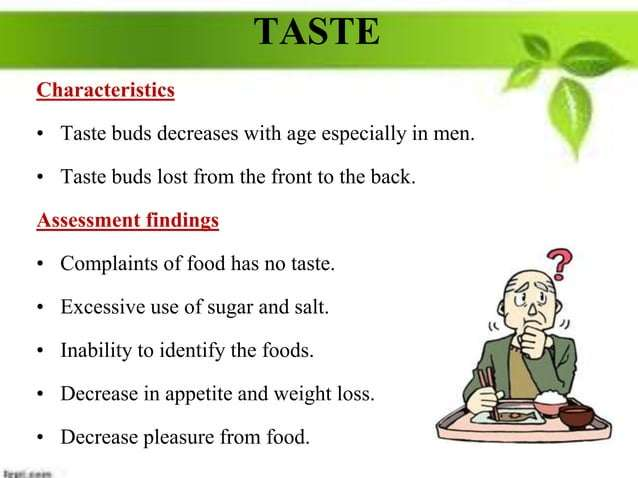 TASTE
Characteristics
• Taste buds decreases with age especially in men.
• Taste buds lost from the front to the back.
Assessment findings
• Complaints of food has no taste.
• Excessive use of sugar and salt.
• Inability to identify the foods.
• Decrease in appetite and weight loss.
• Decrease pleasure from food.
?